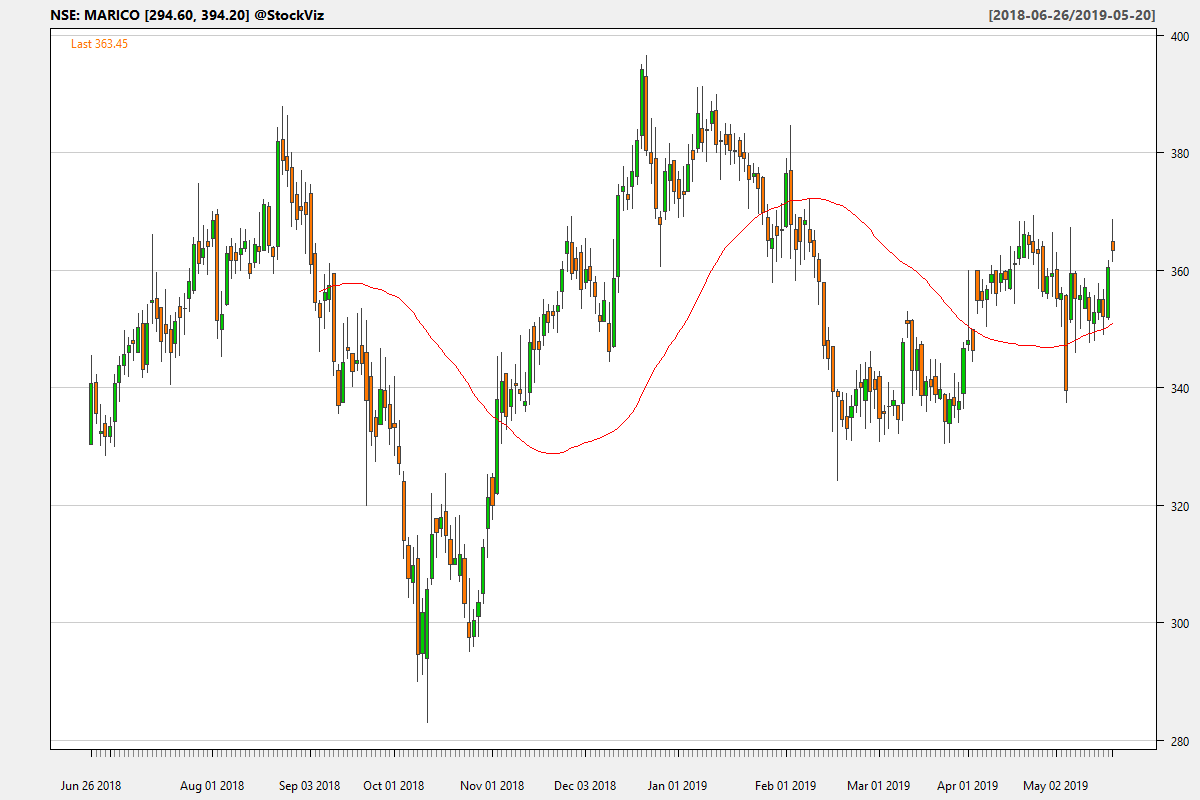 NSE: MARICO [294.60, 394.20] @StockViz [2018-06-26/2019-05-20]
Last 363.45
400
380
360
340
320
300
280
Jun 26 2018 Aug 01 2018 Sep 03 2018 Oct 01 2018 Nov 01 2018 Dec 03 2018 Jan 01 2019 Feb 01 2019 Mar 01 2019 Apr 01 2019 May 02 2019